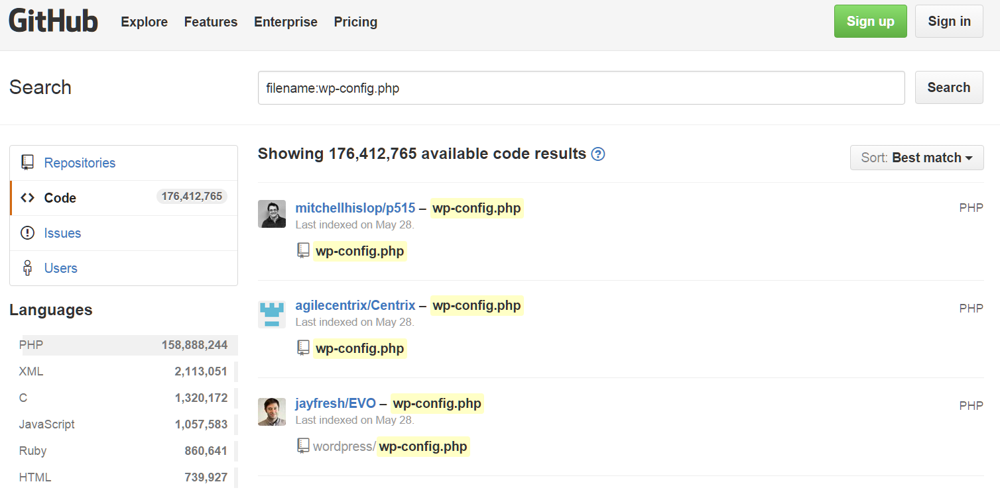 GitHub Explore Features Enterprise Pricing Sign up Sign in
Search filename:wp-config.php Search
Repositories
Code 176,412,765
Issues
Users
Languages
PHP 158,888,244
XML 2,113,051
C 1,320,172
JavaScript 1,057,583
Ruby 860,641
HTML 739,927
Showing 176,412,765 available code results ?
Sort: Best match
mitchellhislop/p515 – wp-config.php PHP
Last indexed on May 28.
wp-config.php
agilecentrix/Centrix – wp-config.php PHP
Last indexed on May 28.
wp-config.php
jayfresh/EVO – wp-config.php PHP
Last indexed on May 28.
wordpress/wp-config.php